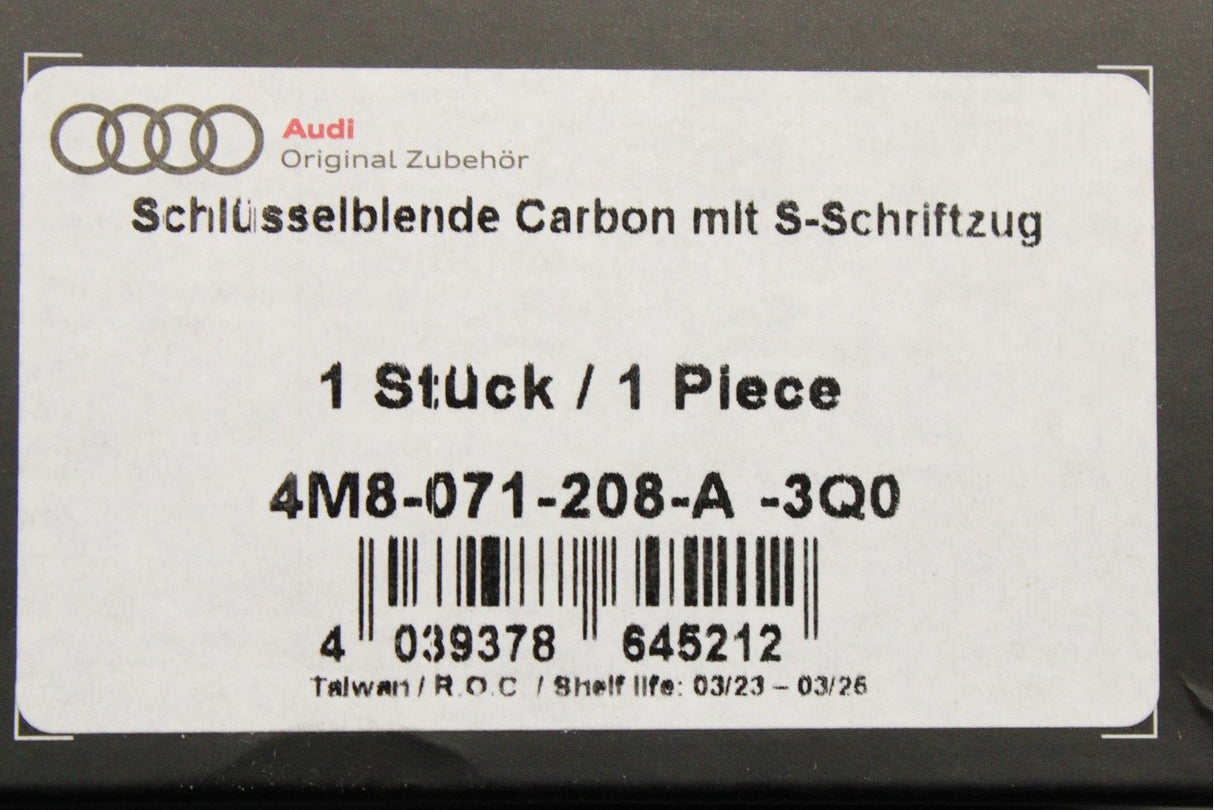 Audi
Original Zubehör
Schlüsselblende Carbon mit S-Schriftzug
1 Stück / 1 Piece
4M8-071-208-A -3Q0
4 039378 645212
Taiwan / R.O.C. / Shelf life: 03/23 – 03/26